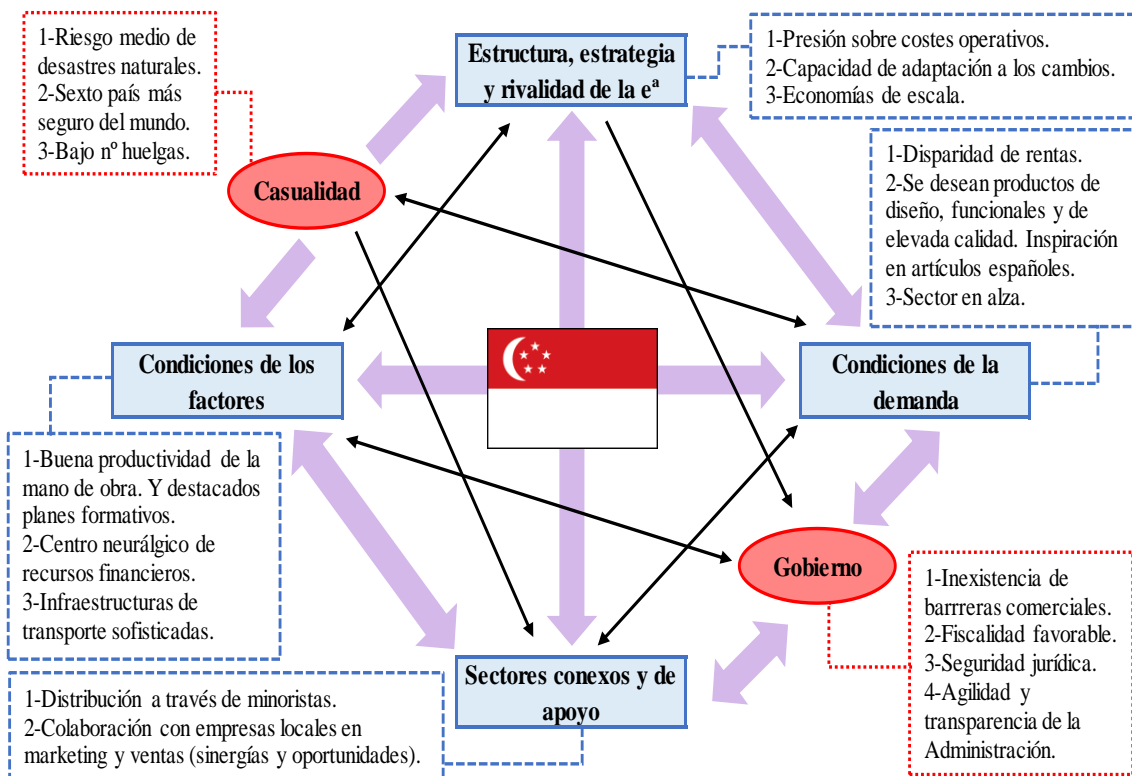 1-Riesgo medio de
desastres naturales.
2-Sexto país más
seguro del mundo.
3-Bajo nº huelgas.
Estructura, estrategia
y rivalidad de la eª
1-Presión sobre costes operativos.
2-Capacidad de adaptación a los cambios.
3-Economías de escala.
Casualidad
1-Disparidad de rentas.
2-Se desean productos de
diseño, funcionales y de
elevada calidad. Inspiración
en artículos españoles.
3-Sector en alza.
Condiciones de los
factores
Condiciones de la
demanda
1-Buena productividad de la
mano de obra. Y destacados
planes formativos.
2-Centro neurálgico de
recursos financieros.
3-Infraestructuras de
transporte sofisticadas.
Gobierno
1-Inexistencia de
barrreras comerciales.
2-Fiscalidad favorable.
3-Seguridad jurídica.
4-Agilidad y
transparencia de la
Administración.
Sectores conexos y de
apoyo
1-Distribución a través de minoristas.
2-Colaboración con empresas locales en
marketing y ventas (sinergías y oportunidades).